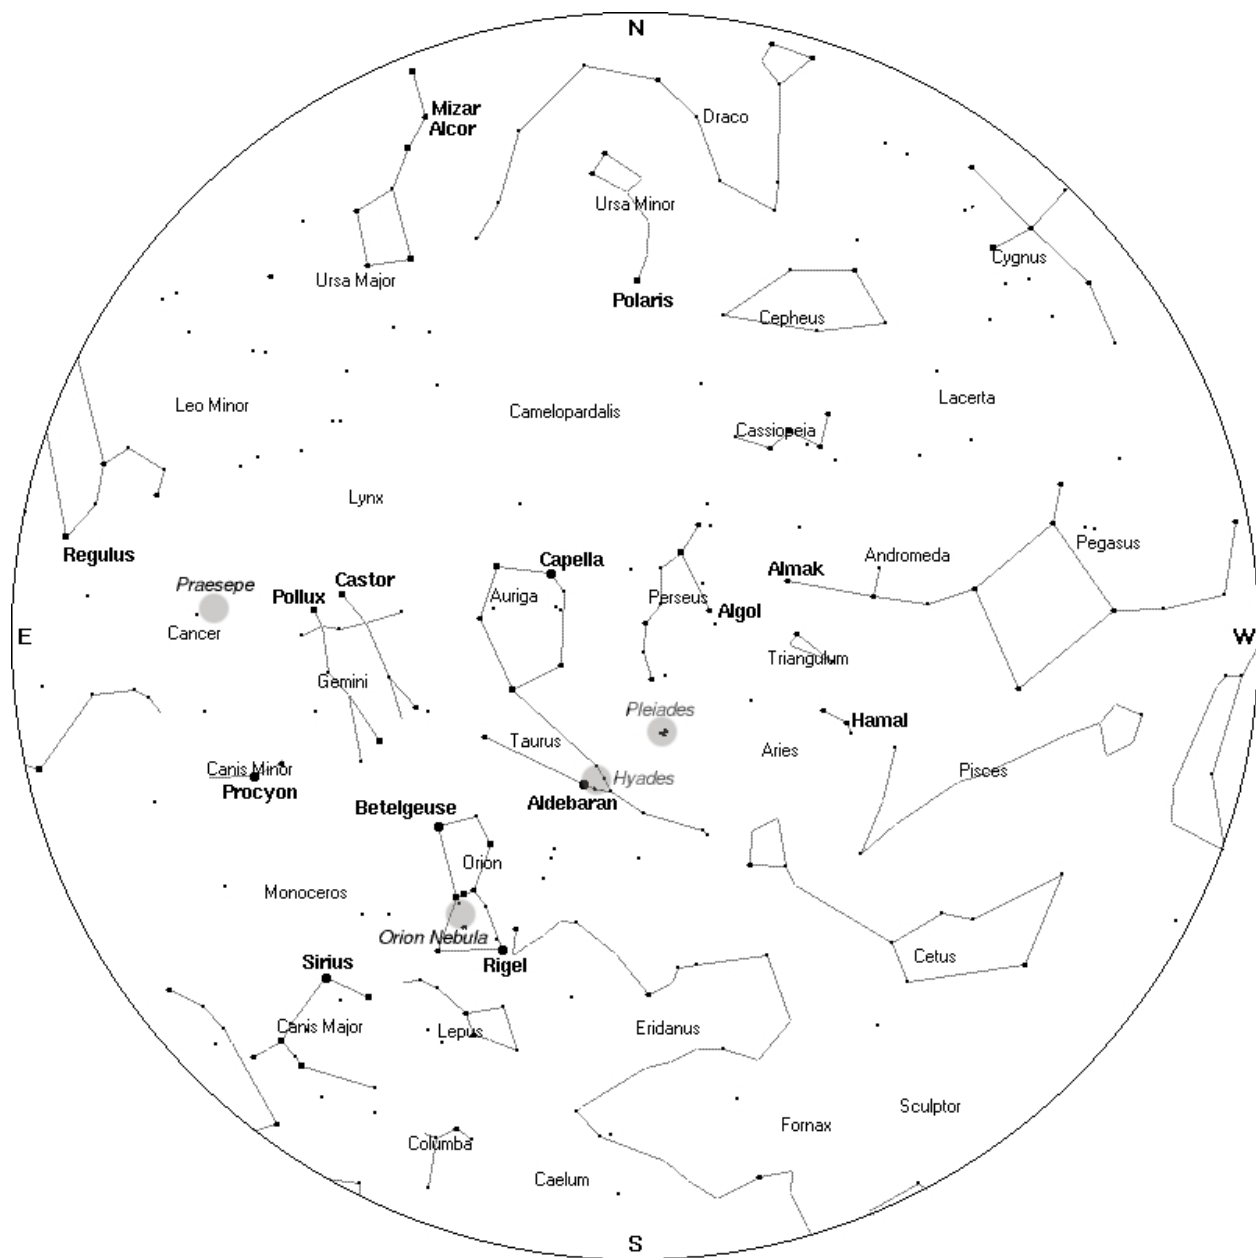 N
Mizar
Alcor
Draco
Ursa Minor
Cygnus
Ursa Major
Polaris
Cepheus
Leo Minor
Camelopardalis
Lacerta
Cassiopeia
Lynx
Regulus
Capella
Andromeda
Pegasus
Praesepe
Castor
Pollux
Auriga
Perseus
Almak
Algol
E
Cancer
W
Triangulum
Gemini
Pleiades
Hamal
Taurus
Aries
Canis Minor
Procyon
Hyades
Pisces
Betelgeuse
Aldebaran
Orion
Monoceros
Orion Nebula
Rigel
Cetus
Sirius
Canis Major
Lepus
Eridanus
Sculptor
Fornax
Columba
Caelum
S